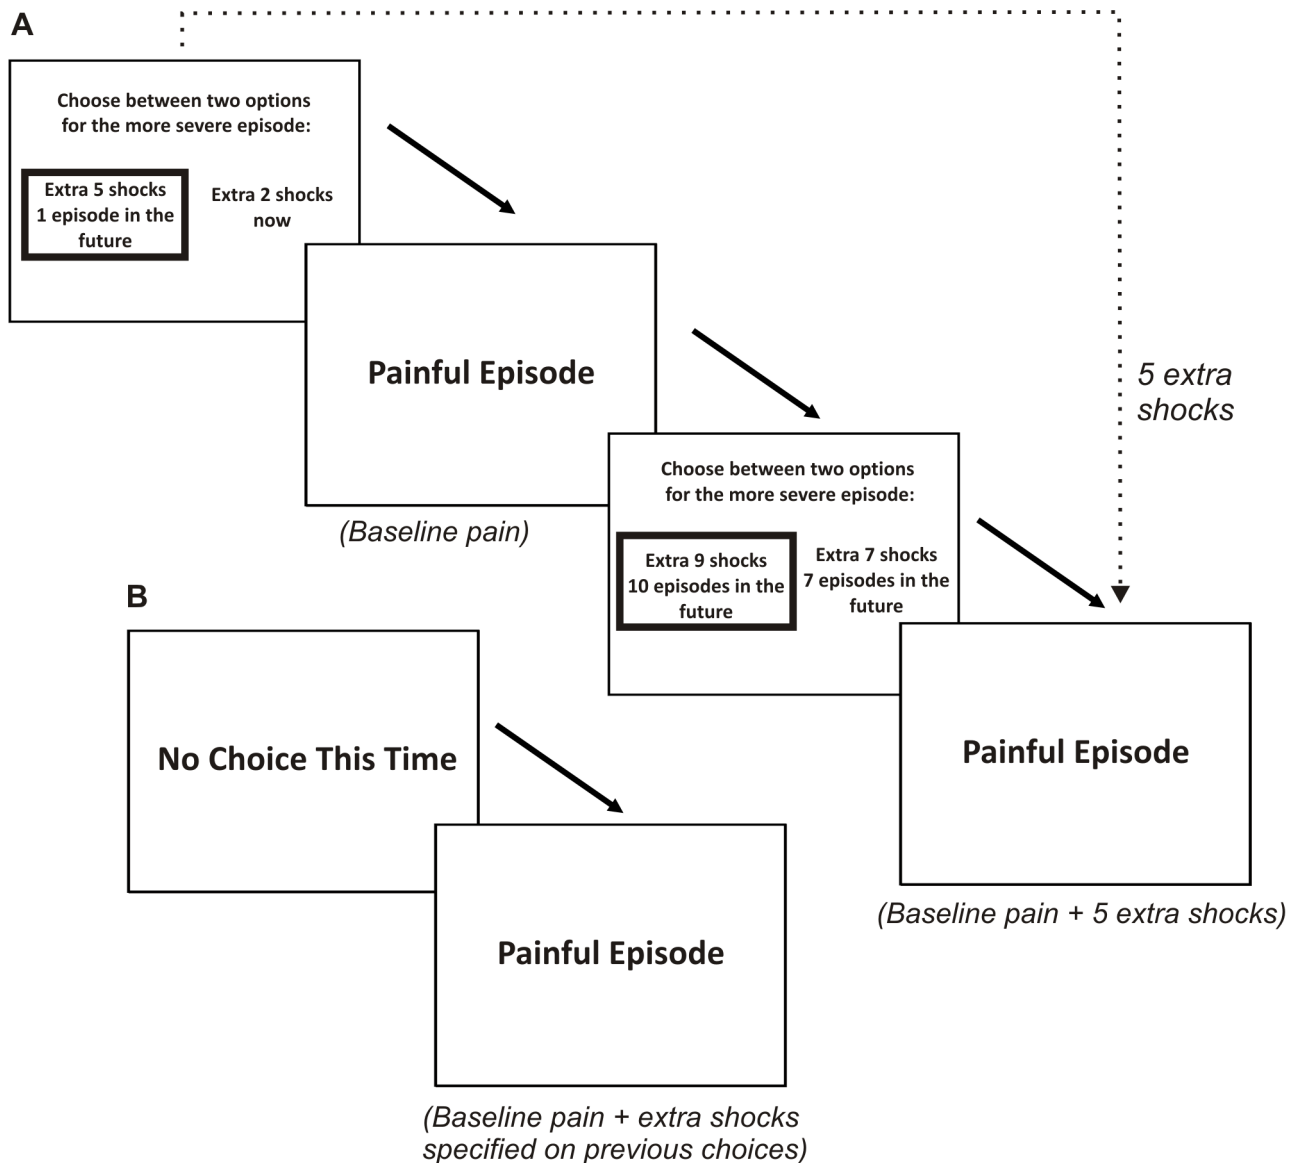 A
Choose between two options
for the more severe episode:
Extra 5 shocks
1 episode in the
future
Extra 2 shocks
now
Painful Episode
(Baseline pain)
Choose between two options
for the more severe episode:
Extra 9 shocks
10 episodes in the
future
Extra 7 shocks
7 episodes in the
future
5 extra
shocks
Painful Episode
(Baseline pain + 5 extra shocks)
B
No Choice This Time
Painful Episode
(Baseline pain + extra shocks
specified on previous choices)